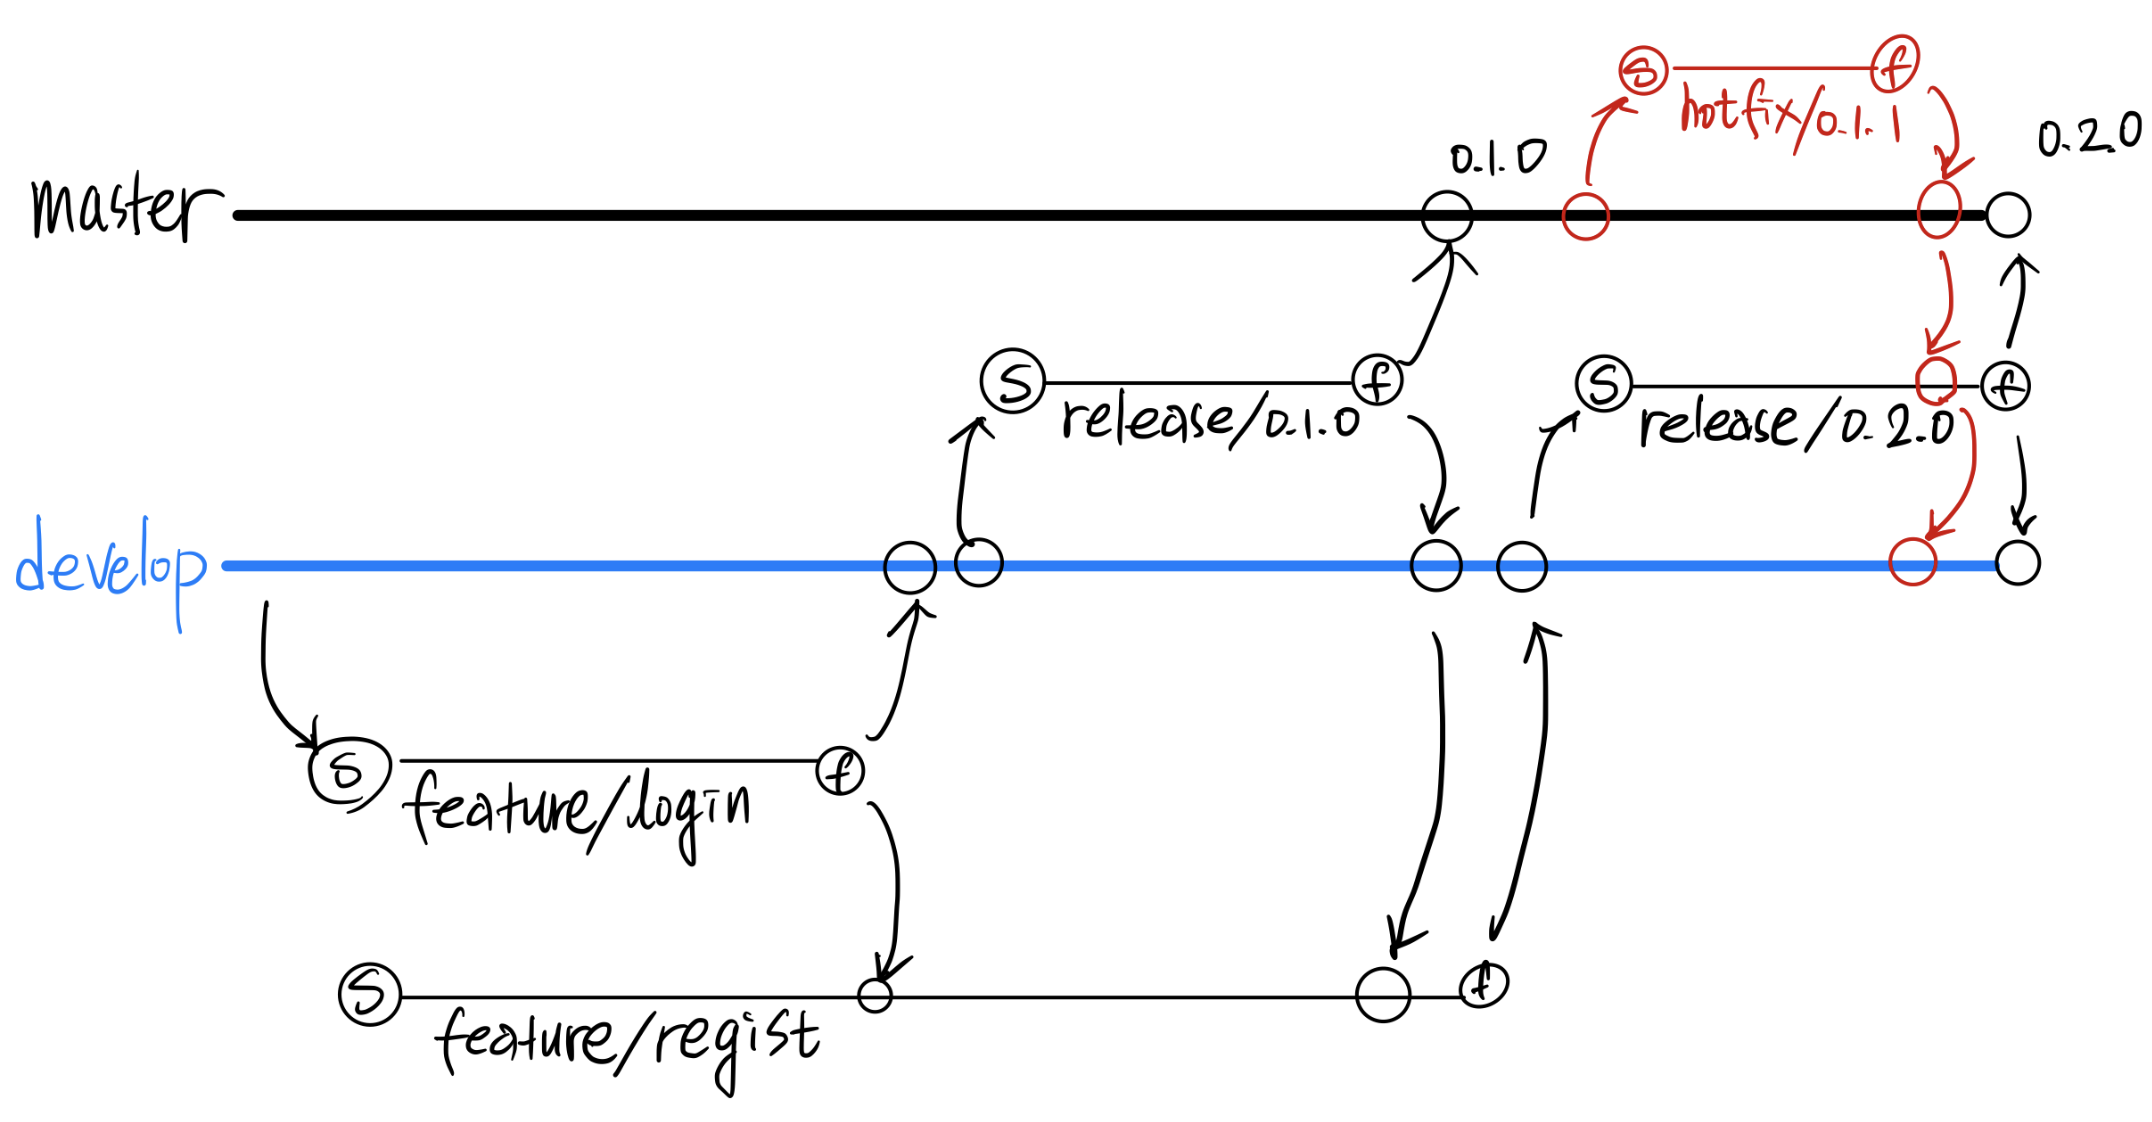 S f
hotfix/0.1.1
0.1.0
0.2.0
master
S f
release/0.1.0
S f
release/0.2.0
develop
S f
feature/login
S f
feature/regist